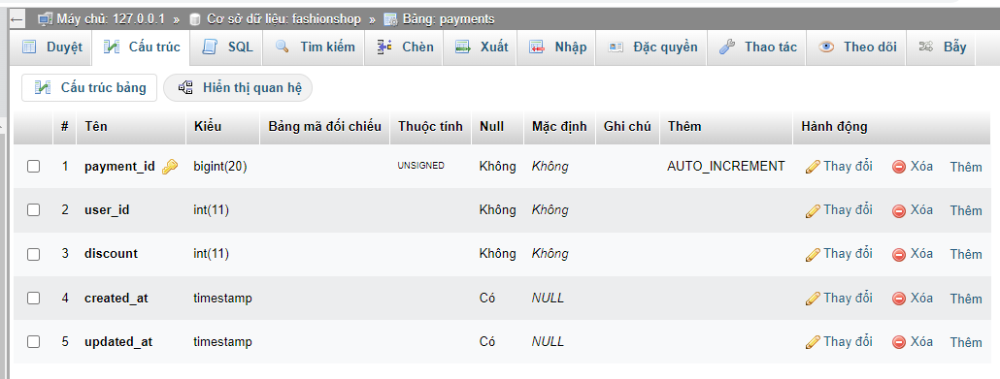 Máy chủ: 127.0.0.1 » Cơ sở dữ liệu: fashionshop » Bảng: payments
Duyệt Cấu trúc SQL Tìm kiếm Chèn Xuất Nhập Đặc quyền Thao tác Theo dõi Bẫy
Cấu trúc bảng Hiển thị quan hệ
# Tên Kiểu Bảng mã đối chiếu Thuộc tính Null Mặc định Ghi chú Thêm Hành động
1 payment_id bigint(20) UNSIGNED Không Không AUTO_INCREMENT Thay đổi Xóa Thêm
2 user_id int(11) Không Không Thay đổi Xóa Thêm
3 discount int(11) Không Không Thay đổi Xóa Thêm
4 created_at timestamp Có NULL Thay đổi Xóa Thêm
5 updated_at timestamp Có NULL Thay đổi Xóa Thêm